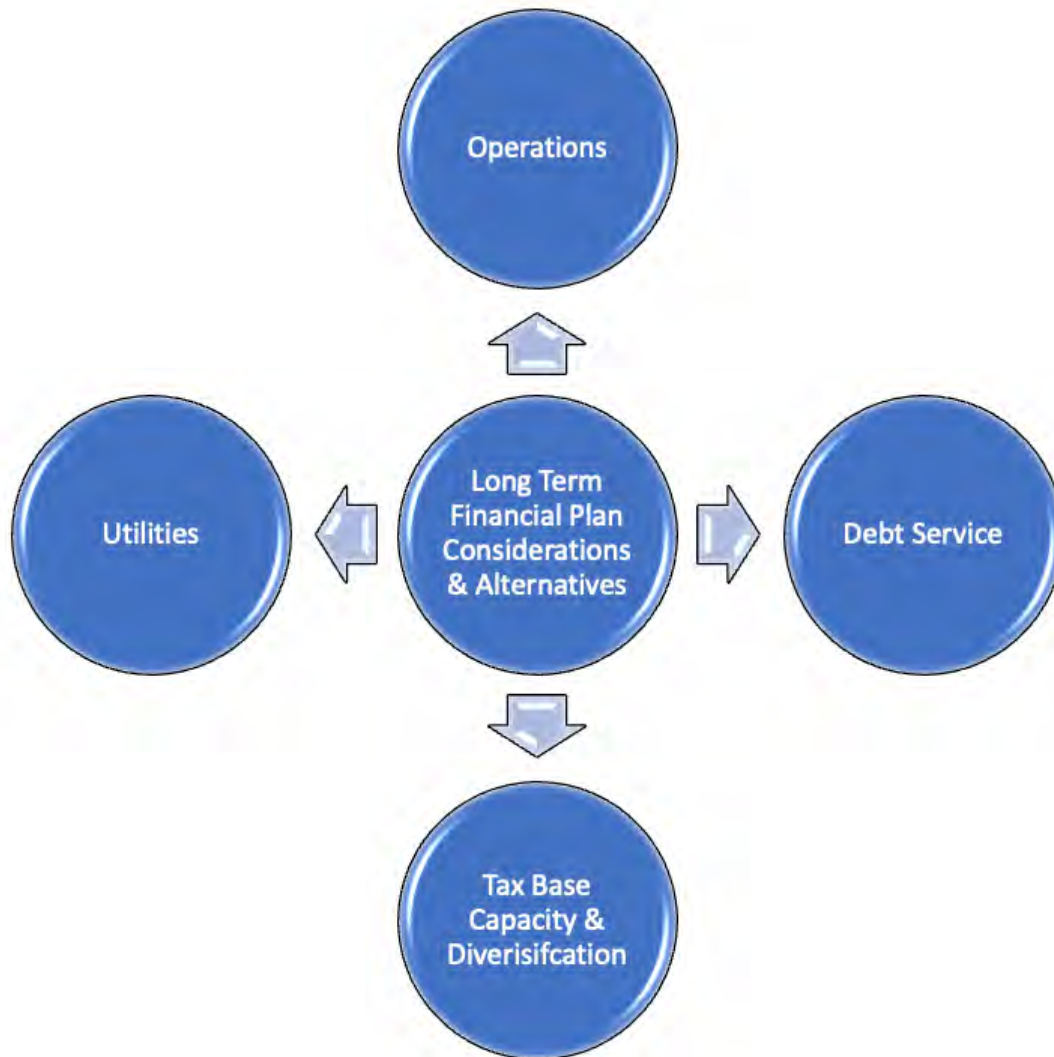 Operations
Utilities
Long Term
Financial Plan
Considerations
& Alternatives
Debt Service
Tax Base
Capacity &
Diverisifcation